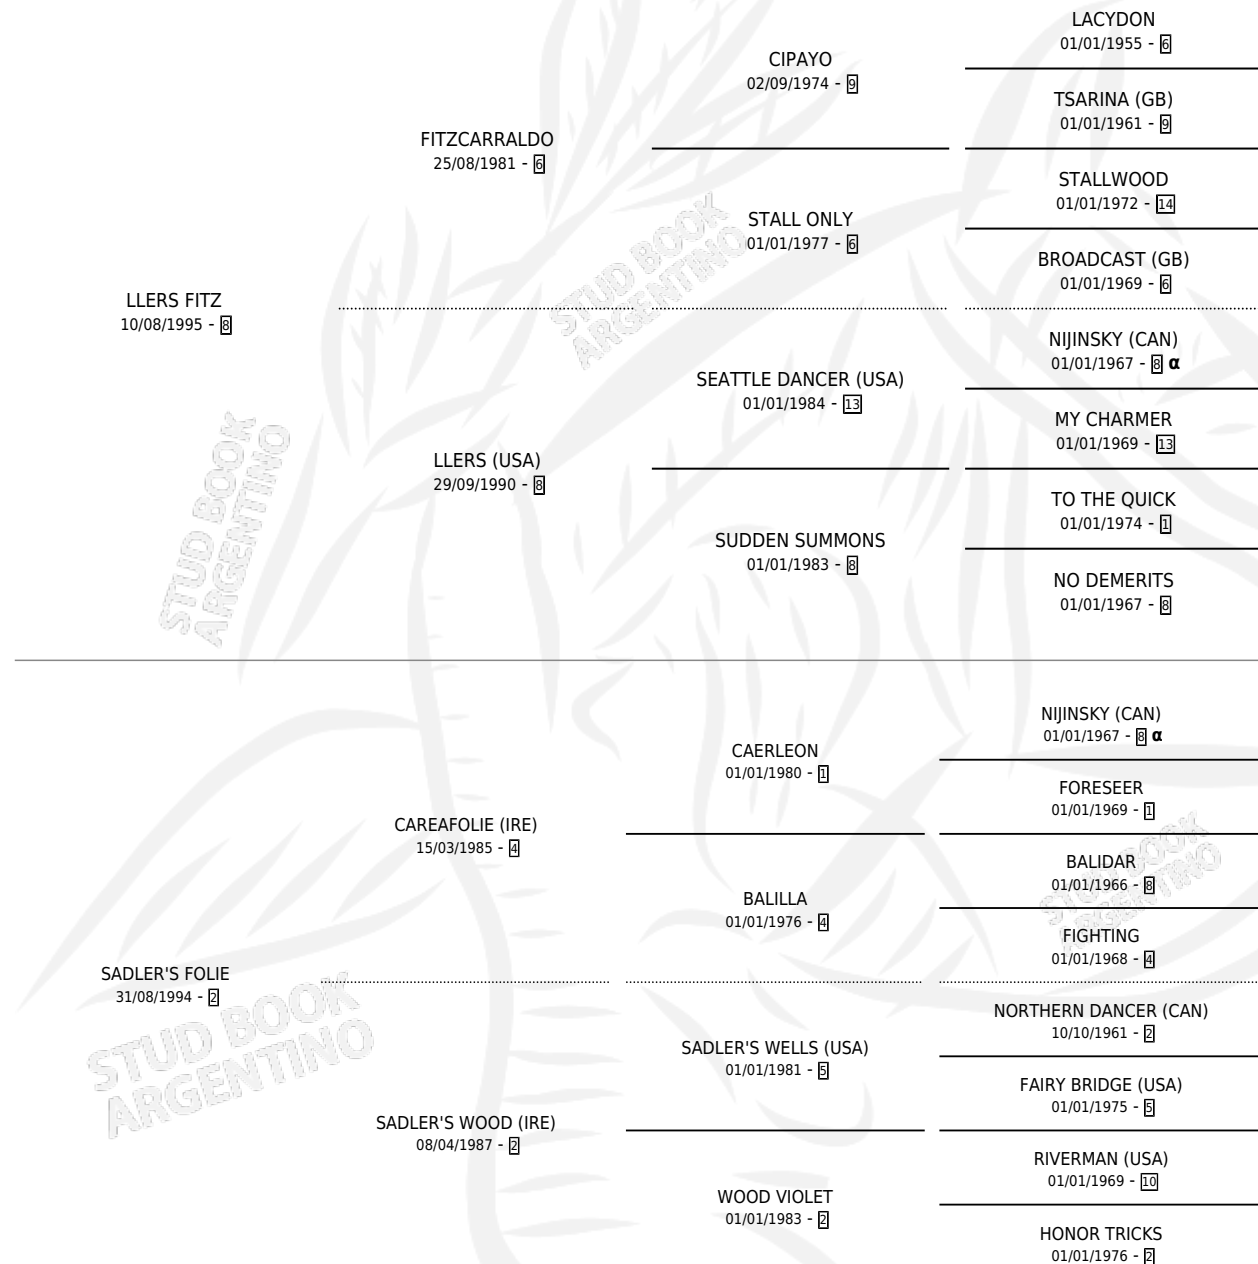 LLERS FITZ
10/08/1995 - 8
FITZCARRALDO
25/08/1981 - 6
CIPAYO
02/09/1974 - 9
LACYDON
01/01/1955 - 6
TSARINA (GB)
01/01/1961 - 9
STALL ONLY
01/01/1977 - 6
STALLWOOD
01/01/1972 - 14
BROADCAST (GB)
01/01/1969 - 6
LLERS (USA)
29/09/1990 - 8
SEATTLE DANCER (USA)
01/01/1984 - 13
NIJINSKY (CAN)
01/01/1967 - 8 α
MY CHARMER
01/01/1969 - 13
SUDDEN SUMMONS
01/01/1983 - 8
TO THE QUICK
01/01/1974 - 1
NO DEMERITS
01/01/1967 - 8
SADLER'S FOLIE
31/08/1994 - 2
CAREAFOLIE (IRE)
15/03/1985 - 4
CAERLEON
01/01/1980 - 1
NIJINSKY (CAN)
01/01/1967 - 8 α
FORESEER
01/01/1969 - 1
BALILLA
01/01/1976 - 4
BALIDAR
01/01/1966 - 8
FIGHTING
01/01/1968 - 4
SADLER'S WOOD (IRE)
08/04/1987 - 2
SADLER'S WELLS (USA)
01/01/1981 - 5
NORTHERN DANCER (CAN)
10/10/1961 - 2
FAIRY BRIDGE (USA)
01/01/1975 - 5
WOOD VIOLET
01/01/1983 - 2
RIVERMAN (USA)
01/01/1969 - 10
HONOR TRICKS
01/01/1976 - 2
STUD BOOK
ARGENTINO
STUD BOOK
ARGENTINO
STUD BOOK
ARGENTINO
STUD BOOK
ARGENTINO